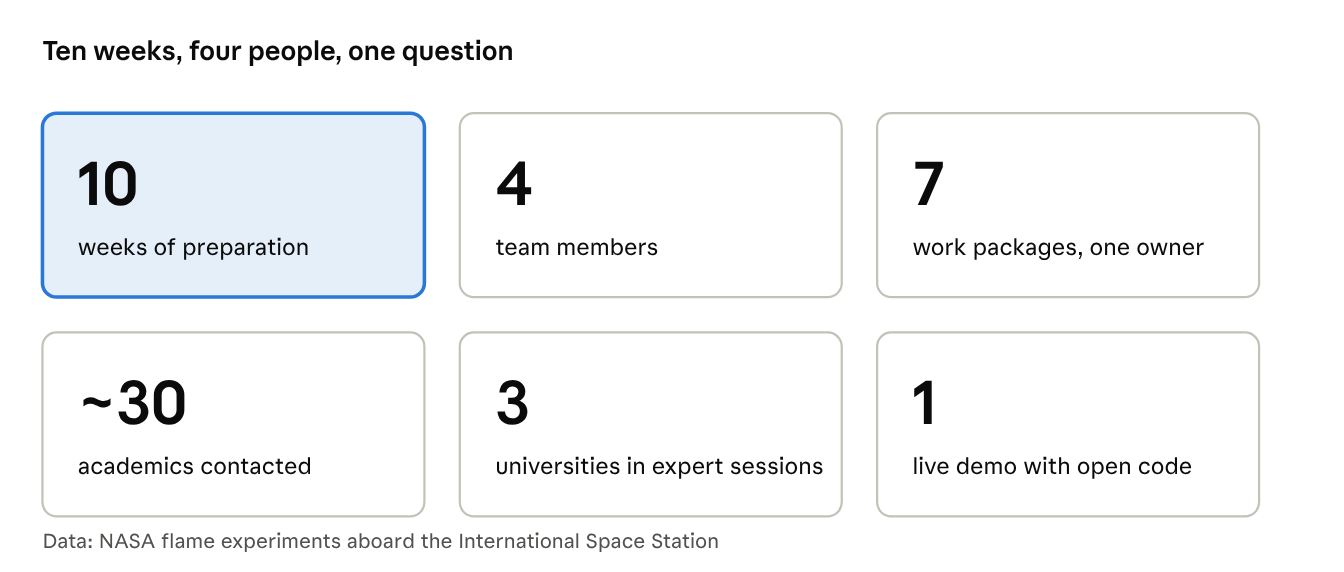 Ten weeks, four people, one question
10
weeks of preparation
4
team members
7
work packages, one owner
~30
academics contacted
3
universities in expert sessions
1
live demo with open code
Data: NASA flame experiments aboard the International Space Station